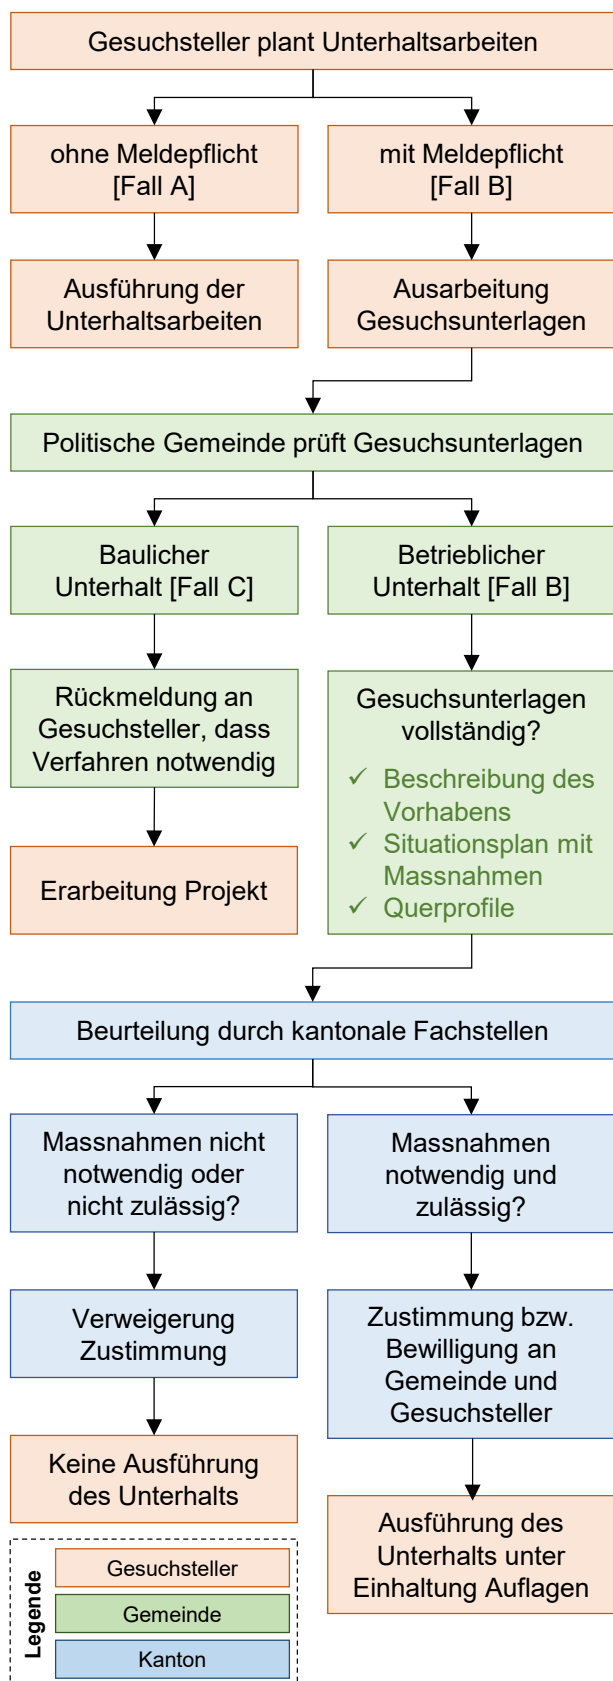 Gesuchsteller plant Unterhaltsarbeiten
ohne Meldepflicht
[Fall A]
mit Meldepflicht
[Fall B]
Ausführung der
Unterhaltsarbeiten
Ausarbeitung
Gesuchsunterlagen
Politische Gemeinde prüft Gesuchsunterlagen
Baulicher
Unterhalt [Fall C]
Betrieblicher
Unterhalt [Fall B]
Rückmeldung an
Gesuchsteller, dass
Verfahren notwendig
Gesuchsunterlagen
vollständig?
✓ Beschreibung des
Vorhabens
✓ Situationsplan mit
Massnahmen
✓ Querprofile
Erarbeitung Projekt
Beurteilung durch kantonale Fachstellen
Massnahmen nicht
notwendig oder
nicht zulässig?
Massnahmen
notwendig und
zulässig?
Verweigerung
Zustimmung
Zustimmung bzw.
Bewilligung an
Gemeinde und
Gesuchsteller
Keine Ausführung
des Unterhalts
Ausführung des
Unterhalts unter
Einhaltung Auflagen
Legende
Gesuchsteller
Gemeinde
Kanton